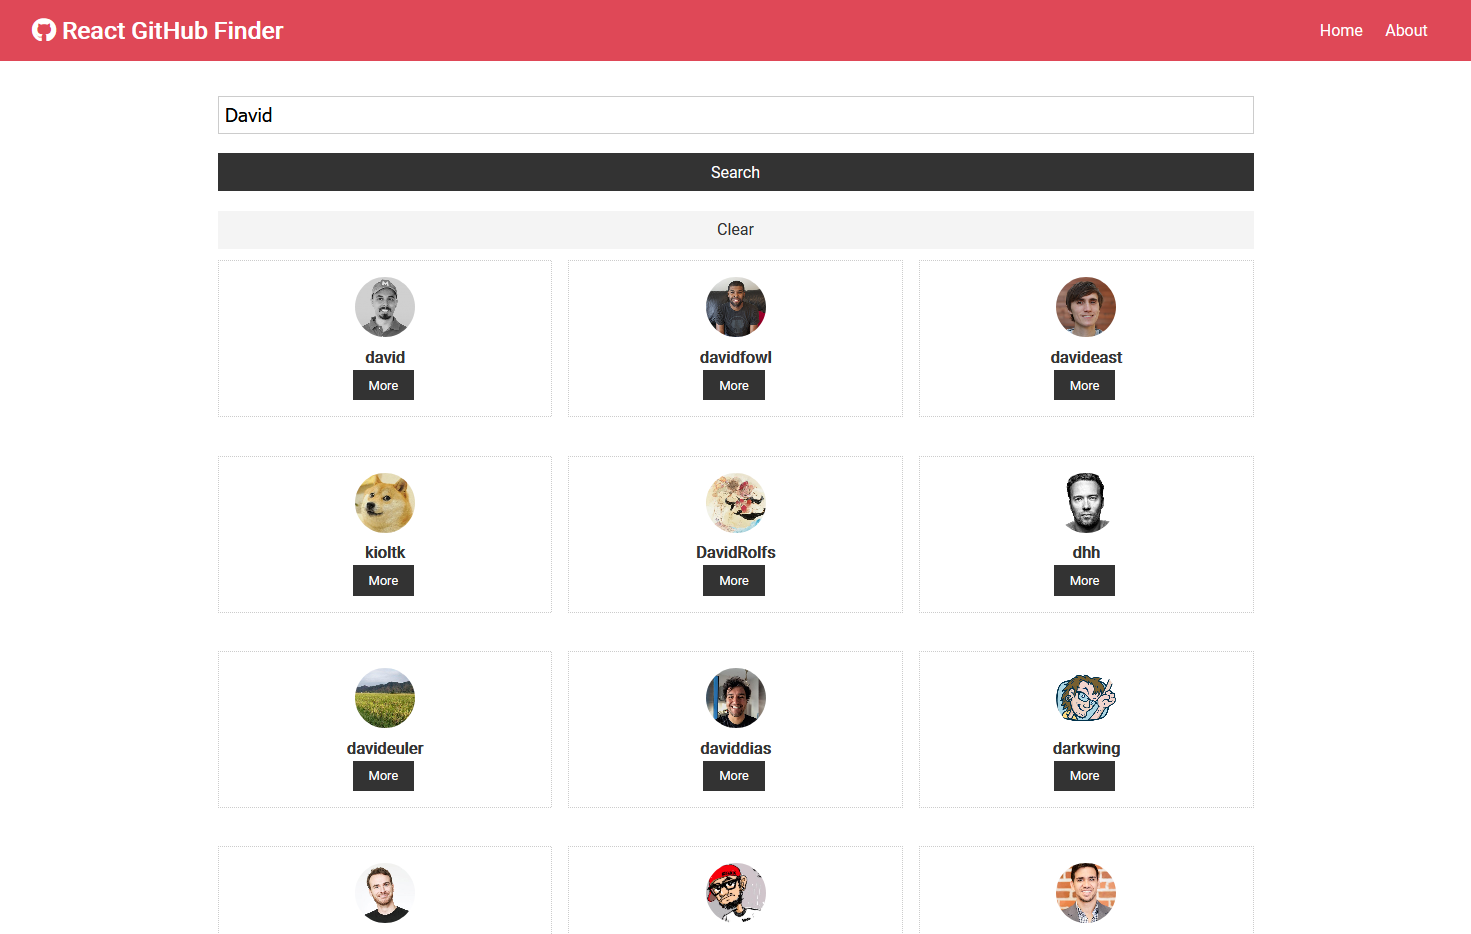 React GitHub Finder
Home About
David
Search
Clear
david davidfowl davideast
More More More
kioltk DavidRolfs dhh
More More More
davideuler daviddias darkwing
More More More